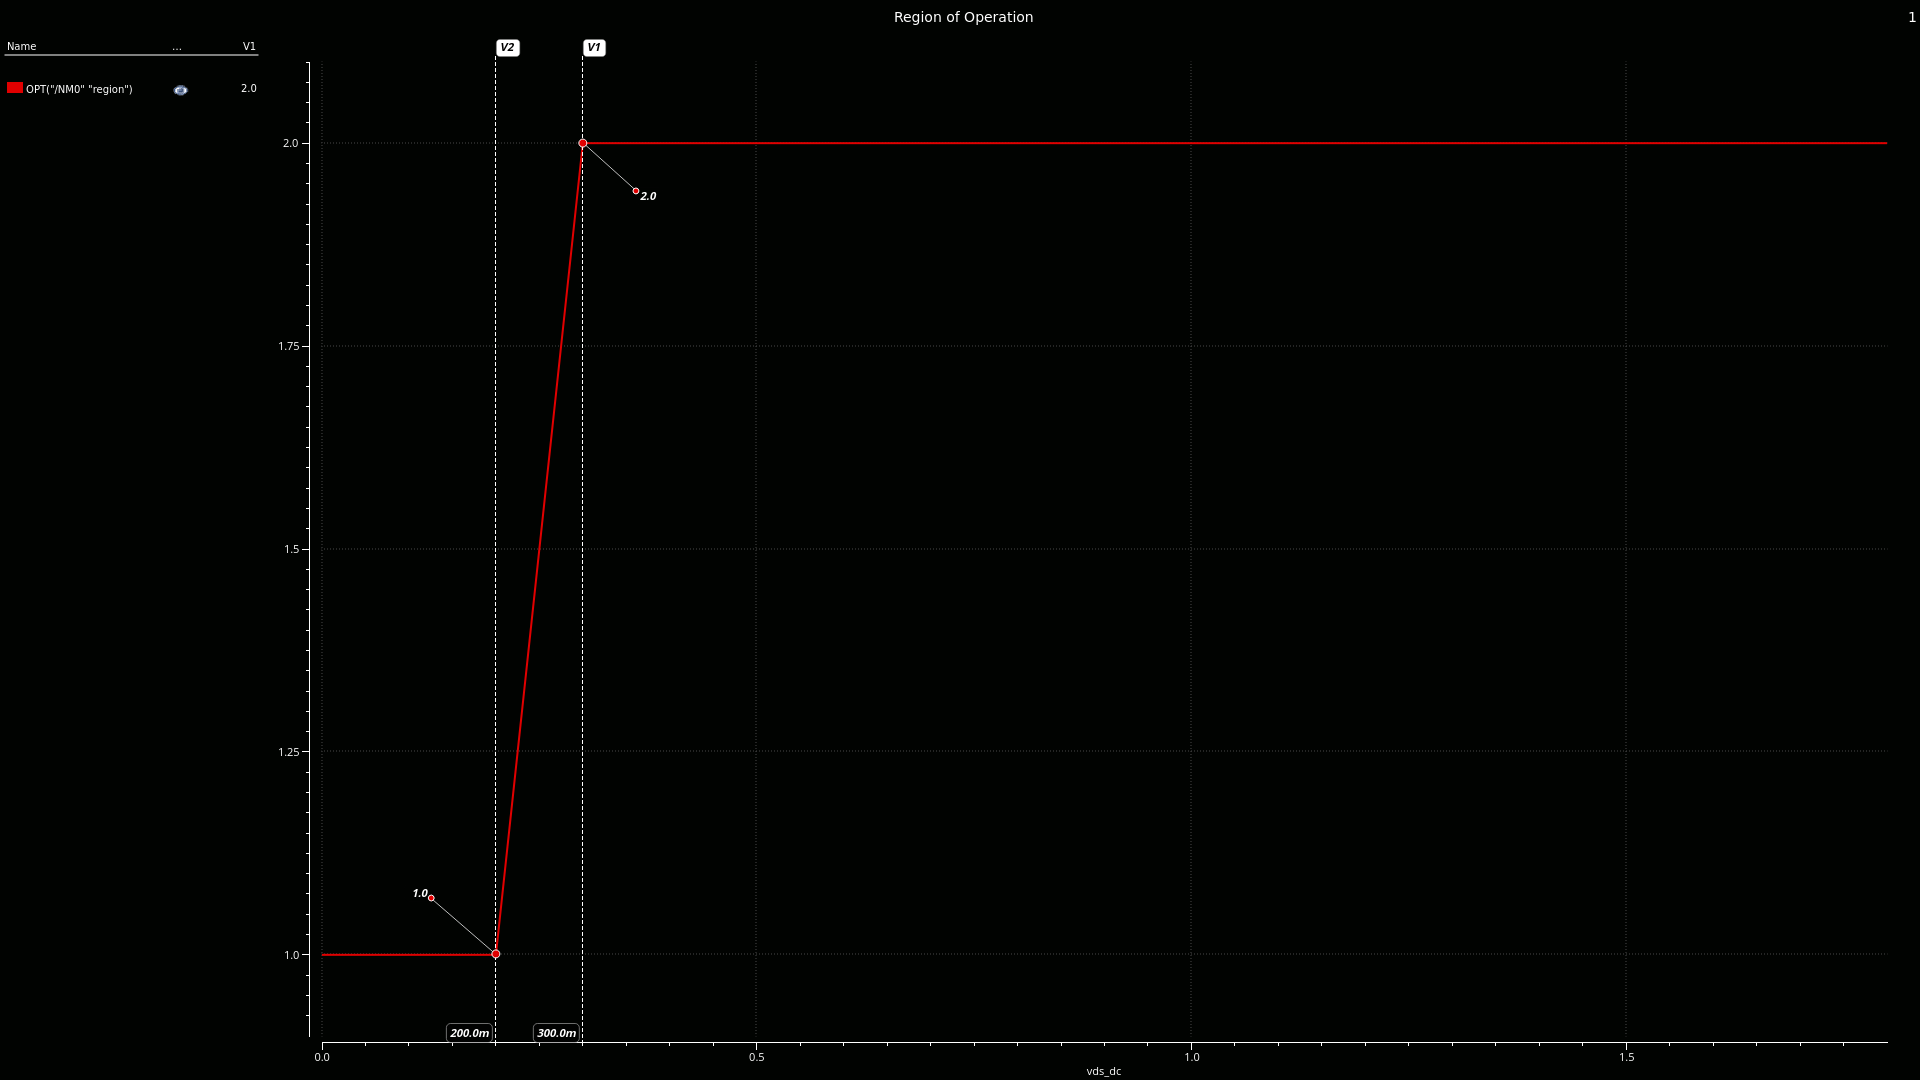 Region of Operation
1
Name ... V1
OPT("/NM0" "region") 2.0
V2 V1
2.0
2.0
1.75
1.5
1.25
1.0
1.0
200.0m 300.0m
0.0 0.5 1.0 1.5
vds_dc